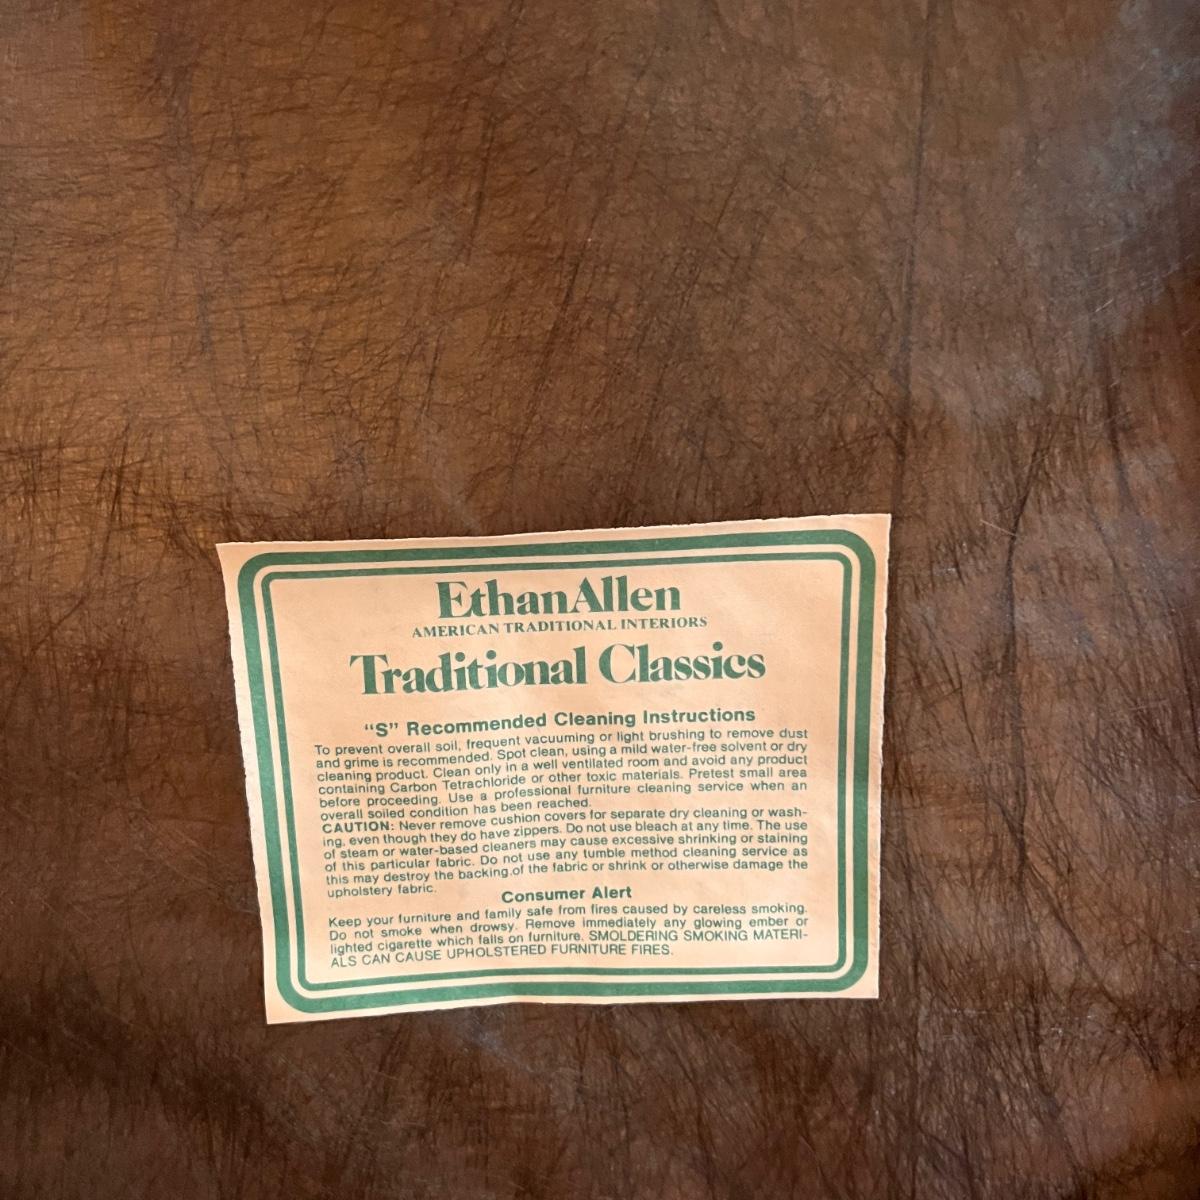 EthanAllen
AMERICAN TRADITIONAL INTERIORS
Traditional Classics
“S” Recommended Cleaning Instructions
To prevent overall soil, frequent vacuuming or light brushing to remove dust
and grime is recommended. Spot clean, using a mild water-free solvent or dry
cleaning product. Clean only in a well ventilated room and avoid any product
containing Carbon Tetrachloride or other toxic materials. Pretest small area
before proceeding. Use a professional furniture cleaning service when an
overall soiled condition has been reached.
CAUTION: Never remove cushion covers for separate dry cleaning or wash-
ing, even though they do have zippers. Do not use bleach at any time. The use
of steam or water-based cleaners may cause excessive shrinking or staining
of this particular fabric. Do not use any tumble method cleaning service as
this may destroy the backing of the fabric or shrink or otherwise damage the
upholstery fabric.
Consumer Alert
Keep your furniture and family safe from fires caused by careless smoking.
Do not smoke when drowsy. Remove immediately any glowing ember or
lighted cigarette which falls on furniture. SMOLDERING SMOKING MATERI-
ALS CAN CAUSE UPHOLSTERED FURNITURE FIRES.